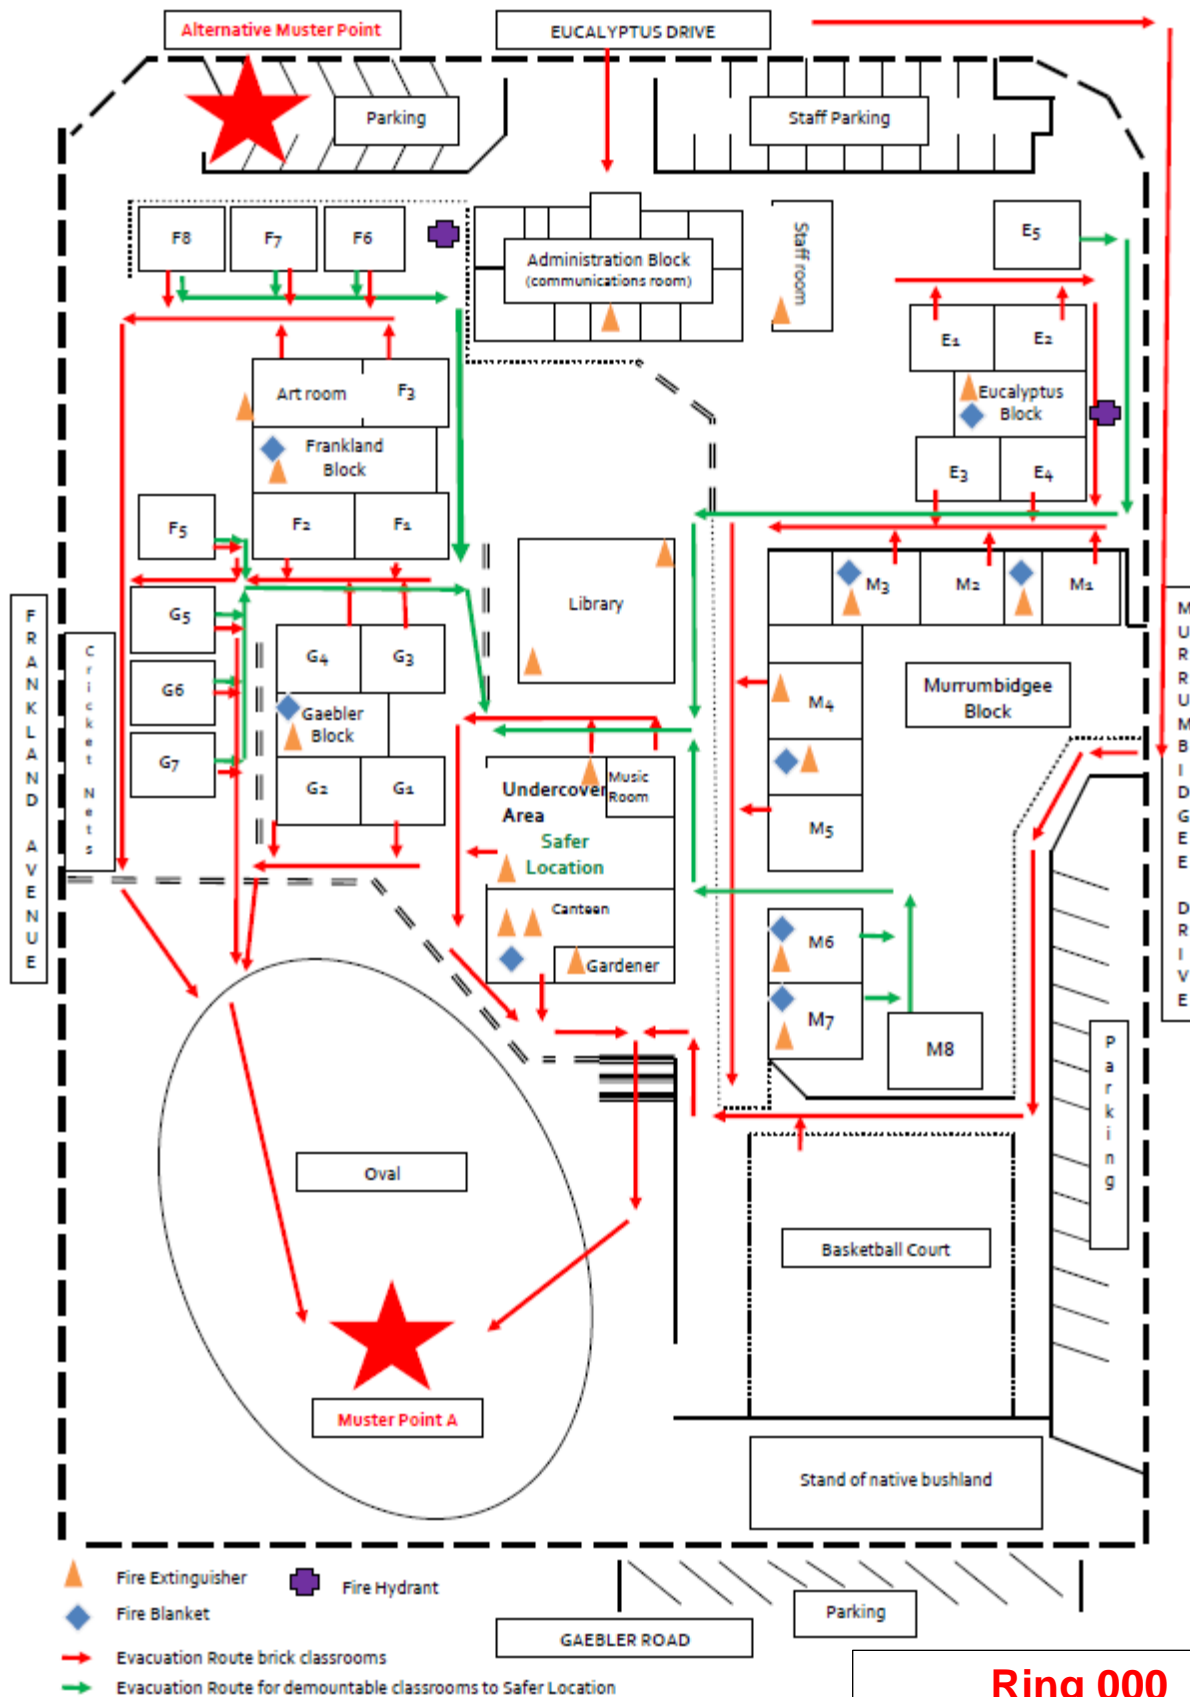 Alternative Muster Point
EUCALYPTUS DRIVE
Parking
Staff Parking
F8
F7
F6
Administration Block
(communications room)
Staff room
E5
E1
E2
Art room
F3
Eucalyptus
Block
Frankland
Block
E3
E4
F5
F2
F1
Library
M3
M2
M1
FRANKLAND AVENUE
Cricket Nets
G5
G4
G3
G6
Gaebler
Block
M4
Murrumbidgee
Block
MURRUMBIDGEE DRIVE
G7
G2
G1
Undercover
Area
Music
Room
Safer
Location
M5
Canteen
Gardener
M6
M7
M8
Parking
Oval
Basketball Court
Muster Point A
Stand of native bushland
Fire Extinguisher
Fire Hydrant
Fire Blanket
Parking
GAEBLER ROAD
Evacuation Route brick classrooms
Evacuation Route for demountable classrooms to Safer Location
Ring 000